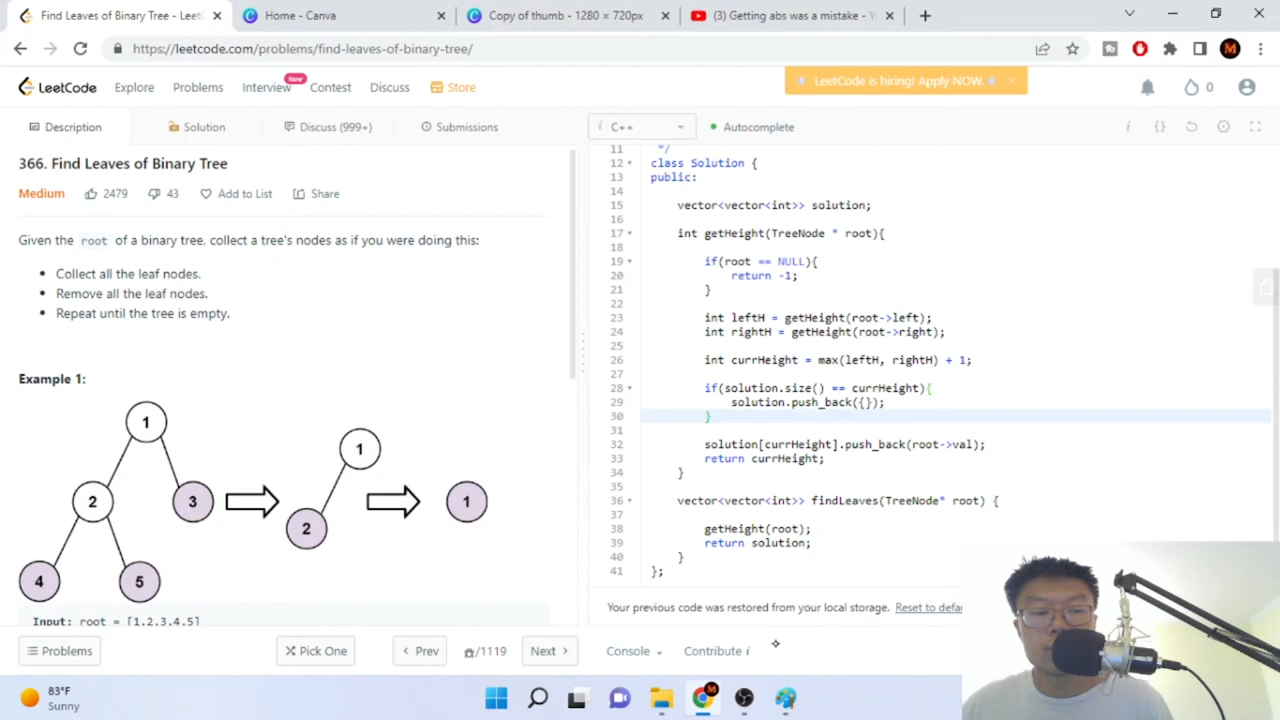 Find Leaves of Binary Tree - Leet
Home - Canva
Copy of thumb - 1280 × 720px
(3) Getting abs was a mistake - Y
https://leetcode.com/problems/find-leaves-of-binary-tree/
M
LeetCode
Explore
Problems
Interview
New
Contest
Discuss
Store
LeetCode is hiring! Apply NOW.
0
Description
Solution
Discuss (999+)
Submissions
i C++
Autocomplete
i {}
366. Find Leaves of Binary Tree
Medium
2479
43
Add to List
Share
Given the root of a binary tree, collect a tree's nodes as if you were doing this:
• Collect all the leaf nodes.
• Remove all the leaf nodes.
• Repeat until the tree is empty.
Example 1:
1
2
3
4
5
1
2
1
Input: root = [1,2,3,4,5]
11 */
12 class Solution {
13 public:
14
15 vector<vector<int>> solution;
16
17 int getHeight(TreeNode * root){
18
19 if(root == NULL){
20 return -1;
21 }
22
23 int leftH = getHeight(root->left);
24 int rightH = getHeight(root->right);
25
26 int currHeight = max(leftH, rightH) + 1;
27
28 if(solution.size() == currHeight){
29 solution.push_back({});
30 }
31
32 solution[currHeight].push_back(root->val);
33 return currHeight;
34 }
35
36 vector<vector<int>> findLeaves(TreeNode* root) {
37
38 getHeight(root);
39 return solution;
40 }
41 };
Your previous code was restored from your local storage. Reset to defa
Problems
Pick One
Prev
/1119
Next
Console
Contribute i
83°F
Sunny
M